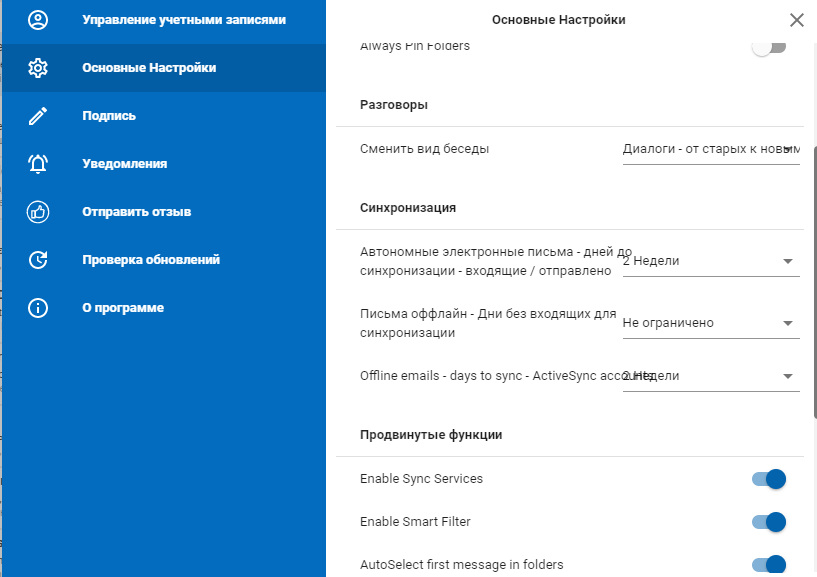 Управление учетными записями
Основные Настройки
Подпись
Уведомления
Отправить отзыв
Проверка обновлений
О программе
Основные Настройки
Always Pin Folders
Разговоры
Сменить вид беседы
Диалоги - от старых к новым
Синхронизация
Автономные электронные письма - дней до
синхронизации - входящие / отправлено
2 Недели
Письма оффлайн - Дни без входящих для
синхронизации
Не ограничено
Offline emails - days to sync - ActiveSync accounts
2 Недели
Продвинутые функции
Enable Sync Services
Enable Smart Filter
AutoSelect first message in folders